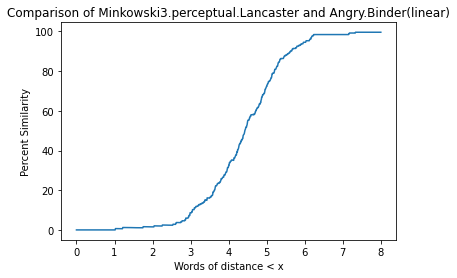 Comparison of Minkowski3.perceptual.Lancaster and Angry.Binder(linear)
100
80
60
40
20
0
Percent Similarity
0 1 2 3 4 5 6 7 8
Words of distance < x